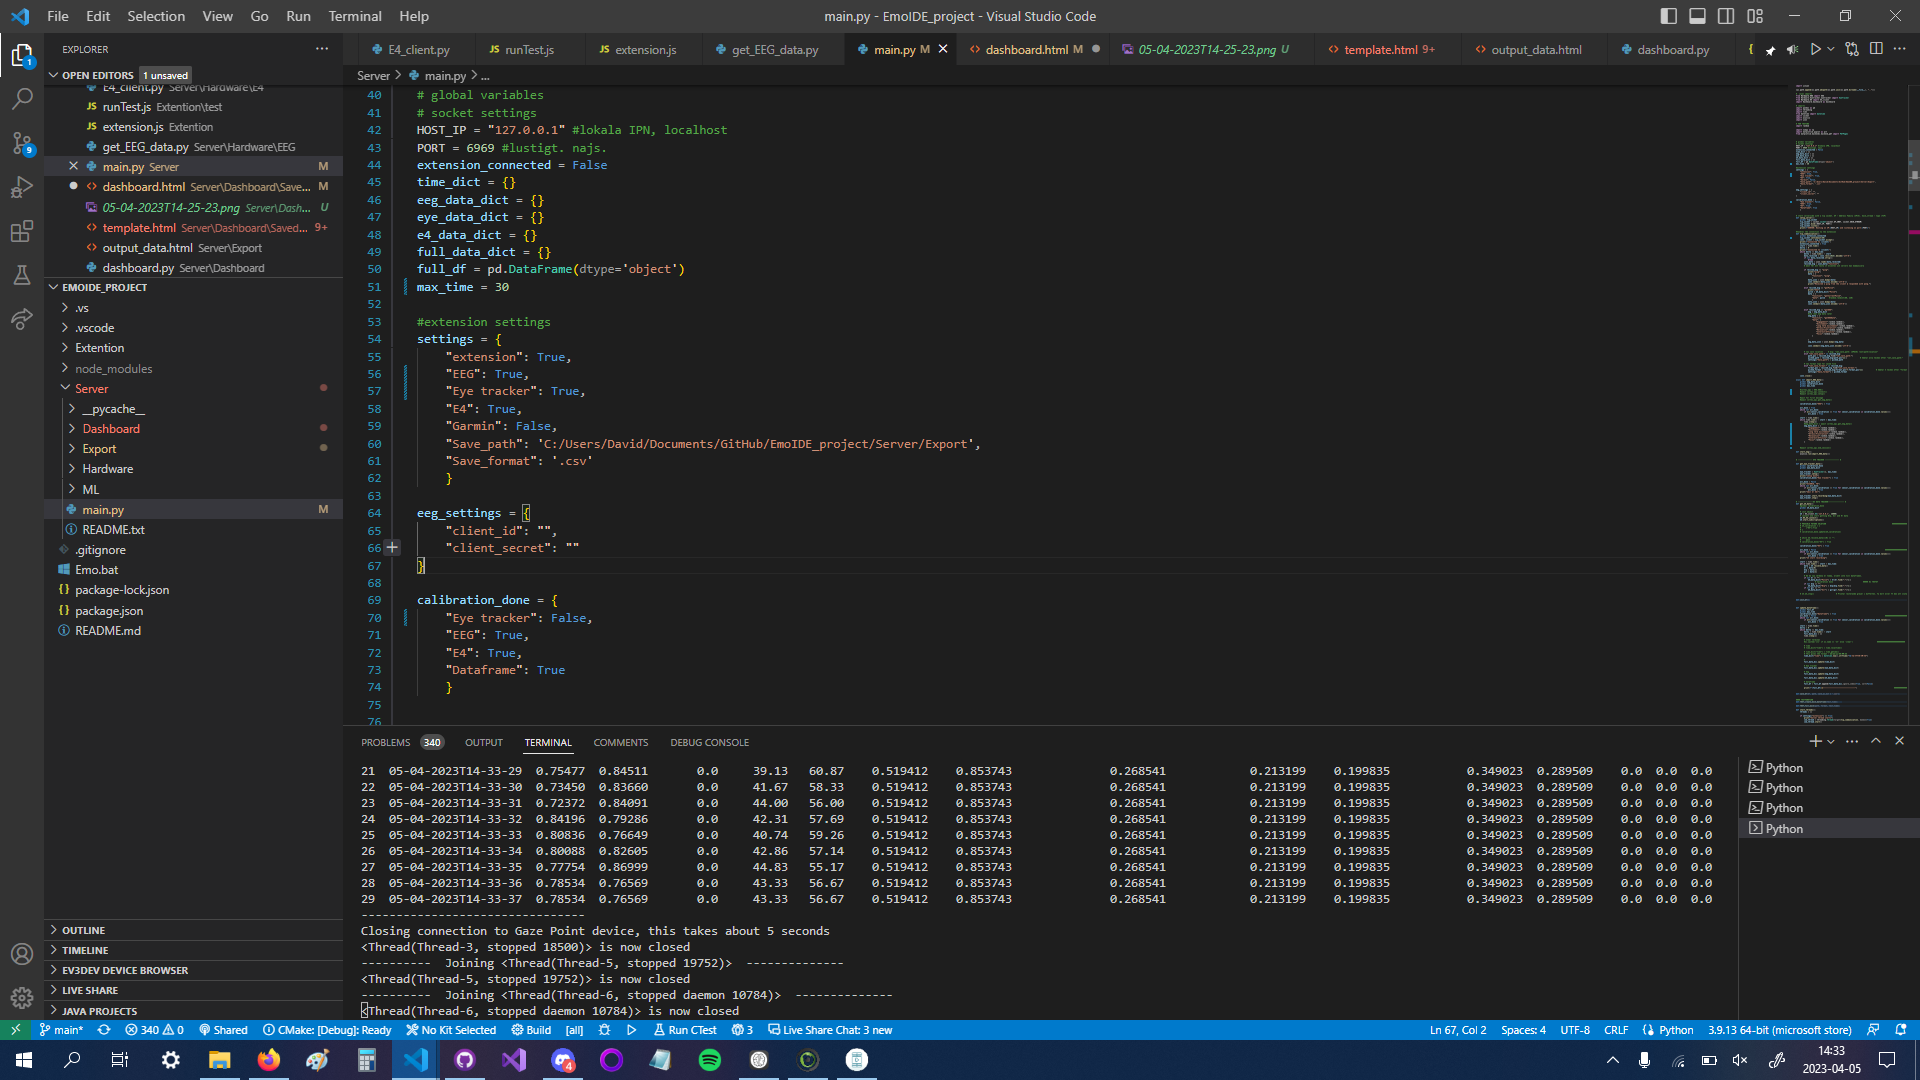 File Edit Selection View Go Run Terminal Help
main.py - EmoIDE_project - Visual Studio Code
EXPLORER
OPEN EDITORS 1 unsaved
E4_client.py Server\Hardware\E4
runTest.js Extention\test
extension.js Extention
get_EEG_data.py Server\Hardware\EEG
main.py Server M
dashboard.html Server\Dashboard\Save... M
05-04-2023T14-25-23.png Server\Dash... U
template.html Server\Dashboard\Saved... 9+
output_data.html Server\Export
dashboard.py Server\Dashboard
EMOIDE_PROJECT
.vs
.vscode
Extention
node_modules
Server
__pycache__
Dashboard
Export
Hardware
ML
main.py M
README.txt
.gitignore
Emo.bat
package-lock.json
package.json
README.md
OUTLINE
TIMELINE
EV3DEV DEVICE BROWSER
LIVE SHARE
JAVA PROJECTS
E4_client.py runTest.js extension.js get_EEG_data.py main.py M dashboard.html M 05-04-2023T14-25-23.png U template.html 9+ output_data.html dashboard.py
Server > main.py > ...
40 # global variables
41 # socket settings
42 HOST_IP = "127.0.0.1" #lokala IPN, localhost
43 PORT = 6969 #lustigt. najs.
44 extension_connected = False
45 time_dict = {}
46 eeg_data_dict = {}
47 eye_data_dict = {}
48 e4_data_dict = {}
49 full_data_dict = {}
50 full_df = pd.DataFrame(dtype='object')
51 max_time = 30
52
53 #extension settings
54 settings = {
55 "extension": True,
56 "EEG": True,
57 "Eye tracker": True,
58 "E4": True,
59 "Garmin": False,
60 "Save_path": 'C:/Users/David/Documents/GitHub/EmoIDE_project/Server/Export',
61 "Save_format": '.csv'
62 }
63
64 eeg_settings = {
65 "client_id": "",
66 "client_secret": ""
67 }
68
69 calibration_done = {
70 "Eye tracker": False,
71 "EEG": True,
72 "E4": True,
73 "Dataframe": True
74 }
75
76
PROBLEMS 340 OUTPUT TERMINAL COMMENTS DEBUG CONSOLE
21 05-04-2023T14-33-29 0.75477 0.84511 0.0 39.13 60.87 0.519412 0.853743 0.268541 0.213199 0.199835 0.349023 0.289509 0.0 0.0 0.0
22 05-04-2023T14-33-30 0.73450 0.83660 0.0 41.67 58.33 0.519412 0.853743 0.268541 0.213199 0.199835 0.349023 0.289509 0.0 0.0 0.0
23 05-04-2023T14-33-31 0.72372 0.84091 0.0 44.00 56.00 0.519412 0.853743 0.268541 0.213199 0.199835 0.349023 0.289509 0.0 0.0 0.0
24 05-04-2023T14-33-32 0.84196 0.79286 0.0 42.31 57.69 0.519412 0.853743 0.268541 0.213199 0.199835 0.349023 0.289509 0.0 0.0 0.0
25 05-04-2023T14-33-33 0.80836 0.76649 0.0 40.74 59.26 0.519412 0.853743 0.268541 0.213199 0.199835 0.349023 0.289509 0.0 0.0 0.0
26 05-04-2023T14-33-34 0.80088 0.82605 0.0 42.86 57.14 0.519412 0.853743 0.268541 0.213199 0.199835 0.349023 0.289509 0.0 0.0 0.0
27 05-04-2023T14-33-35 0.77754 0.86999 0.0 44.83 55.17 0.519412 0.853743 0.268541 0.213199 0.199835 0.349023 0.289509 0.0 0.0 0.0
28 05-04-2023T14-33-36 0.78534 0.76569 0.0 43.33 56.67 0.519412 0.853743 0.268541 0.213199 0.199835 0.349023 0.289509 0.0 0.0 0.0
29 05-04-2023T14-33-37 0.78534 0.76569 0.0 43.33 56.67 0.519412 0.853743 0.268541 0.213199 0.199835 0.349023 0.289509 0.0 0.0 0.0
--------------------------------
Closing connection to Gaze Point device, this takes about 5 seconds
<Thread(Thread-3, stopped 18500)> is now closed
---------- Joining <Thread(Thread-5, stopped 19752)> --------------
<Thread(Thread-5, stopped 19752)> is now closed
---------- Joining <Thread(Thread-6, stopped daemon 10784)> --------------
<Thread(Thread-6, stopped daemon 10784)> is now closed
Python
Python
Python
Python
main* 340 0 Shared CMake: [Debug]: Ready No Kit Selected Build [all] Run CTest 3 Live Share Chat: 3 new Ln 67, Col 2 Spaces: 4 UTF-8 CRLF Python 3.9.13 64-bit (microsoft store)
14:33
2023-04-05